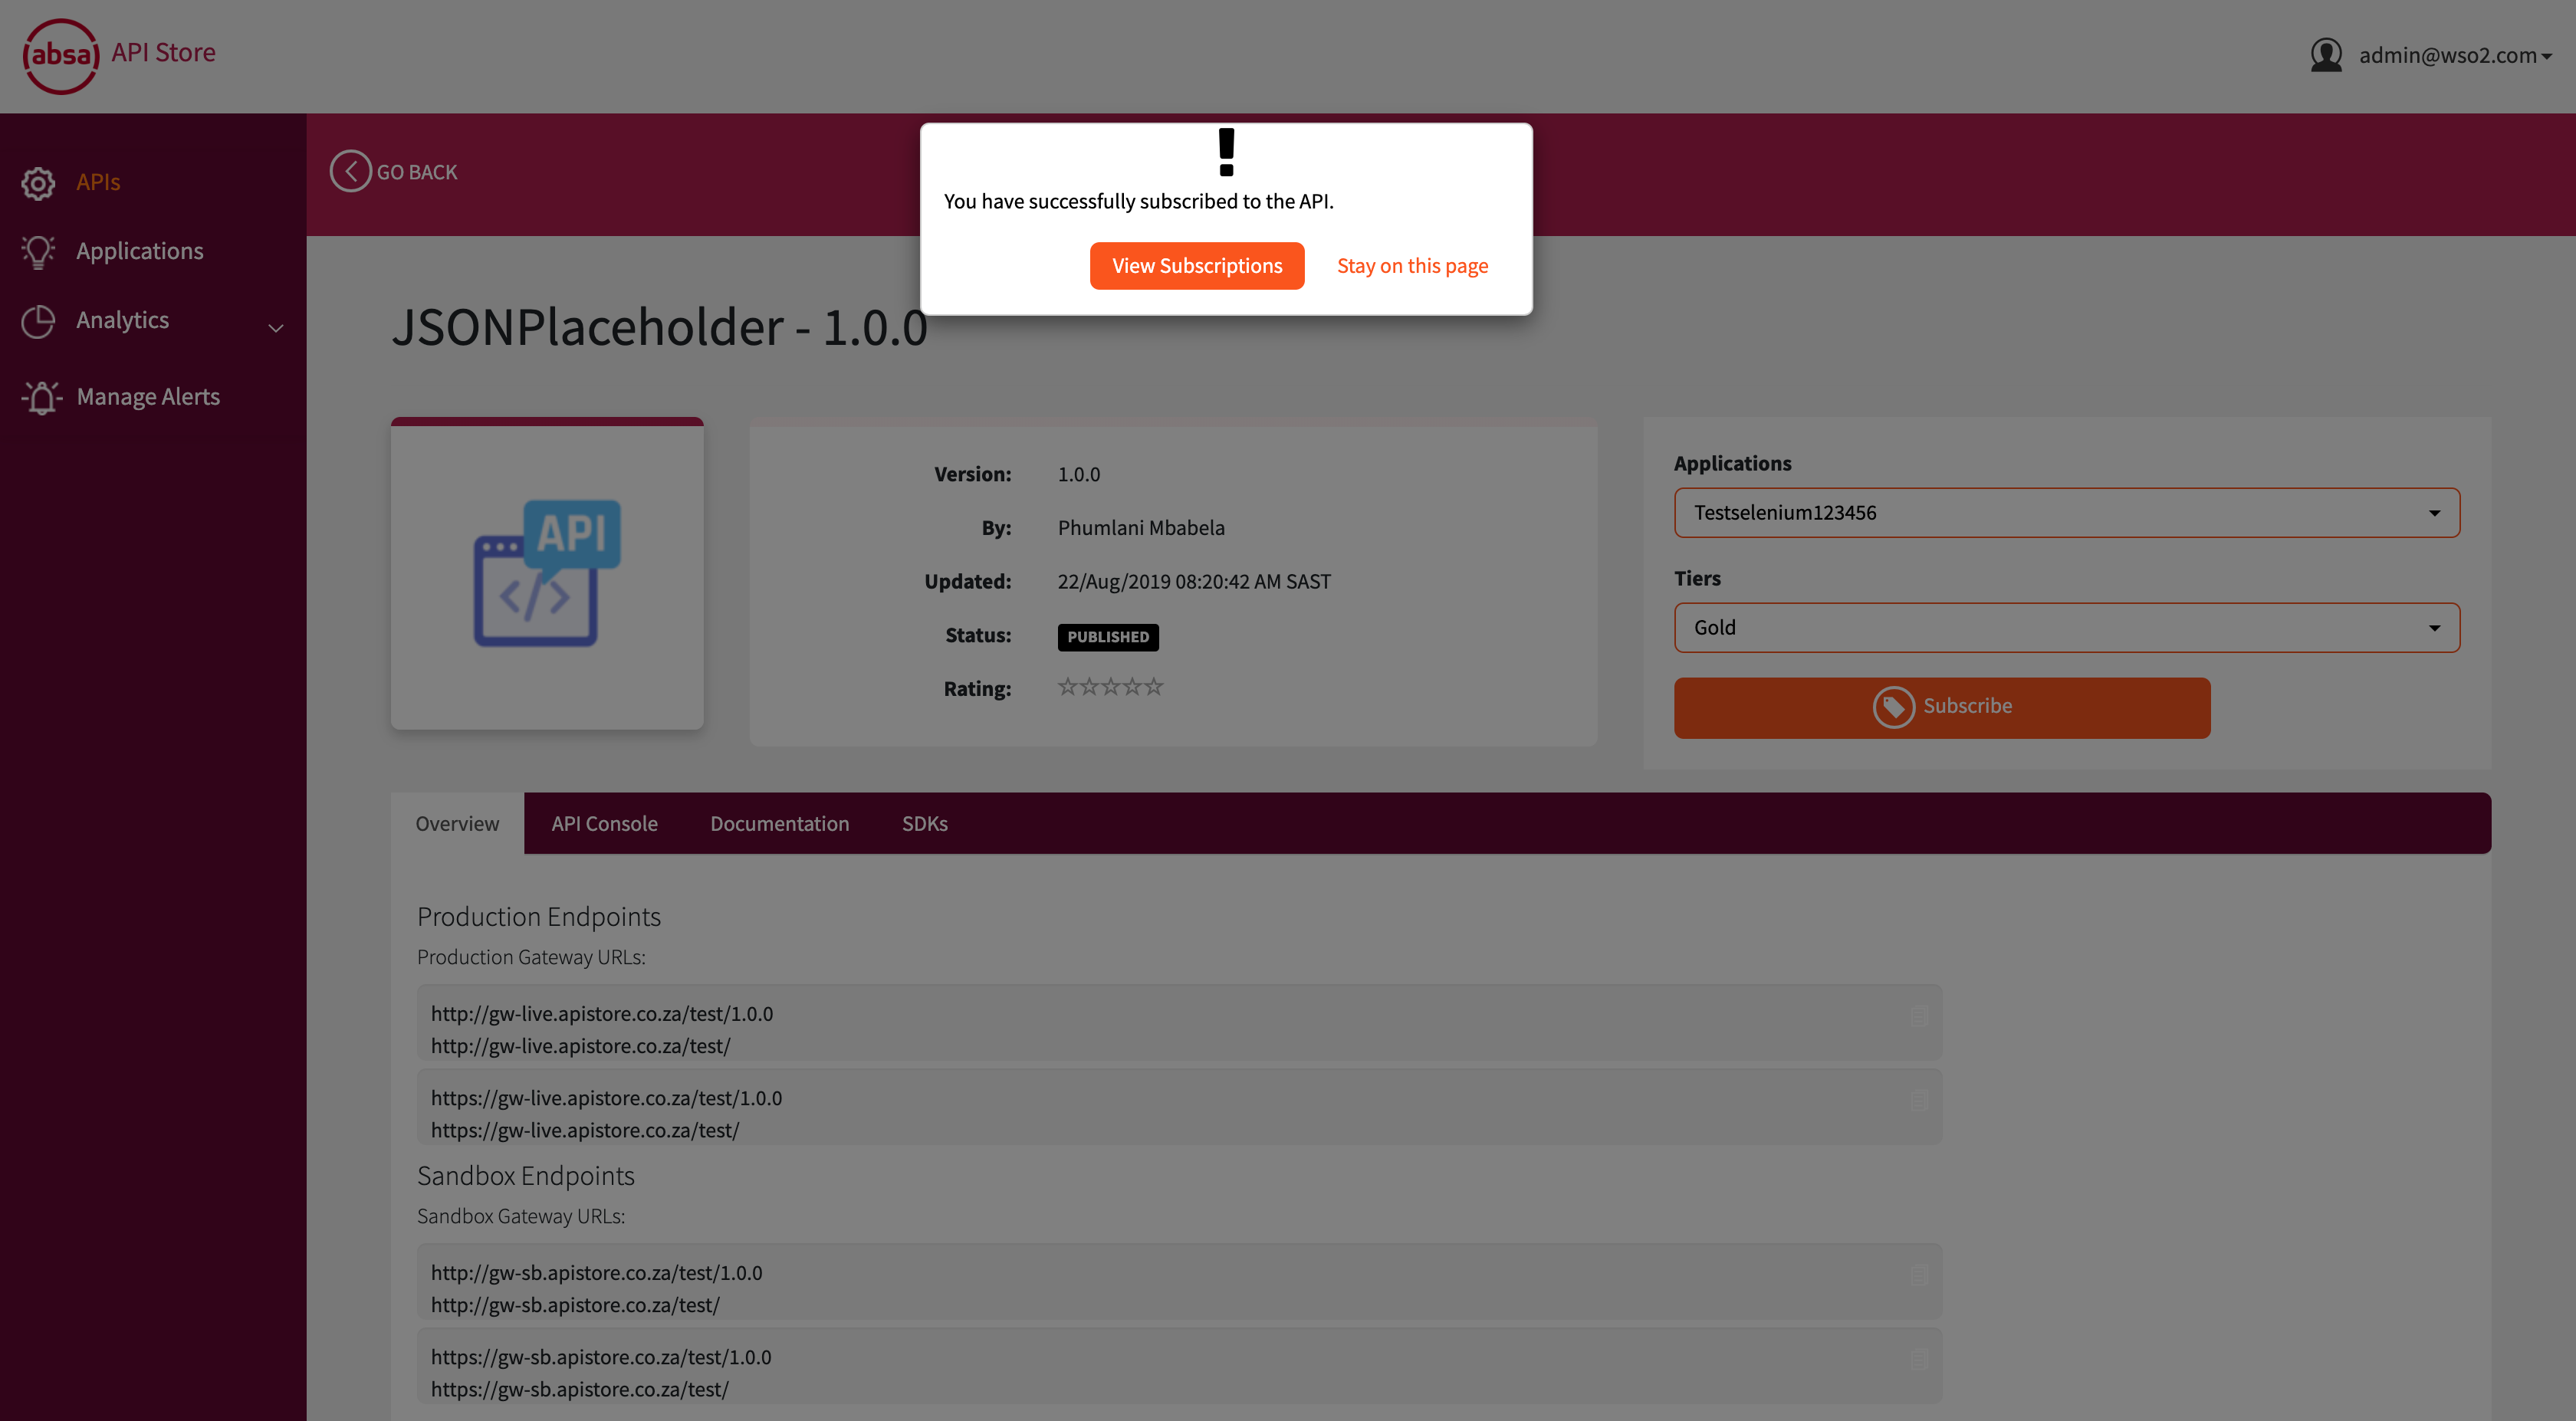 absa API Store
admin@wso2.com
APIs
Applications
Analytics
Manage Alerts
GO BACK
!
You have successfully subscribed to the API.
View Subscriptions Stay on this page
JSONPlaceholder - 1.0.0
API
</>
Version: 1.0.0
By: Phumlani Mbabela
Updated: 22/Aug/2019 08:20:42 AM SAST
Status: PUBLISHED
Rating:
Applications
Testselenium123456
Tiers
Gold
Subscribe
Overview API Console Documentation SDKs
Production Endpoints
Production Gateway URLs:
http://gw-live.apistore.co.za/test/1.0.0
http://gw-live.apistore.co.za/test/
https://gw-live.apistore.co.za/test/1.0.0
https://gw-live.apistore.co.za/test/
Sandbox Endpoints
Sandbox Gateway URLs:
http://gw-sb.apistore.co.za/test/1.0.0
http://gw-sb.apistore.co.za/test/
https://gw-sb.apistore.co.za/test/1.0.0
https://gw-sb.apistore.co.za/test/